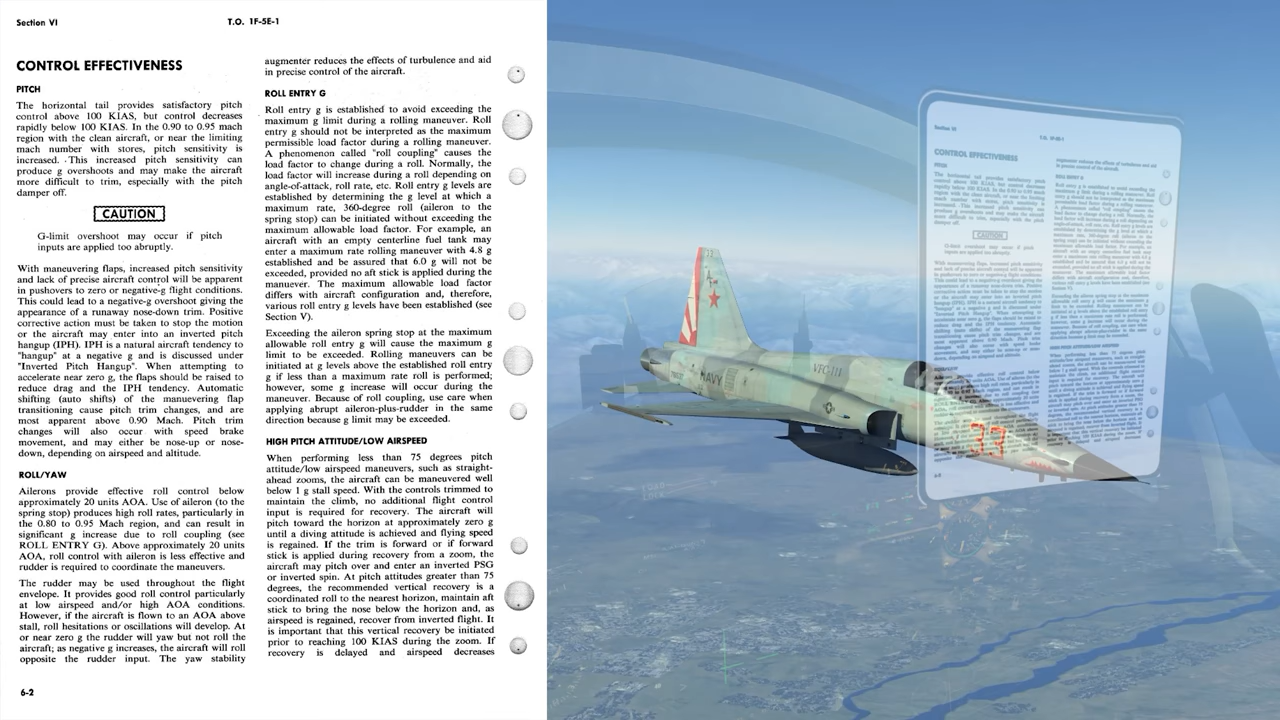 Section VI
T.O. 1F-5E-1
CONTROL EFFECTIVENESS
PITCH
The horizontal tail provides satisfactory pitch
control above 100 KIAS, but control decreases
rapidly below 100 KIAS. In the 0.90 to 0.95 mach
region with the clean aircraft, or near the limiting
mach number with stores, pitch sensitivity is
increased. This increased pitch sensitivity can
produce g overshoots and may make the aircraft
more difficult to trim, especially with the pitch
damper off.
CAUTION
G-limit overshoot may occur if pitch
inputs are applied too abruptly.
With maneuvering flaps, increased pitch sensitivity
and lack of precise aircraft control will be apparent
in pushovers to zero or negative-g flight conditions.
This could lead to a negative-g overshoot giving the
appearance of a runaway nose-down trim. Positive
corrective action must be taken to stop the motion
or the aircraft may enter into an inverted pitch
hangup (IPH). IPH is a natural aircraft tendency to
"hangup" at a negative g and is discussed under
"Inverted Pitch Hangup". When attempting to
accelerate near zero g, the flaps should be raised to
reduce drag and the IPH tendency. Automatic
shifting (auto shifts) of the maneuvering flap
transitioning cause pitch trim changes, and are
most apparent above 0.90 Mach. Pitch trim
changes will also occur with speed brake
movement, and may either be nose-up or nose-
down, depending on airspeed and altitude.
ROLL/YAW
Ailerons provide effective roll control below
approximately 20 units AOA. Use of aileron (to the
spring stop) produces high roll rates, particularly in
the 0.80 to 0.95 Mach region, and can result in
significant g increase due to roll coupling (see
ROLL ENTRY G). Above approximately 20 units
AOA, roll control with aileron is less effective and
rudder is required to coordinate the maneuvers.
The rudder may be used throughout the flight
envelope. It provides good roll control particularly
at low airspeed and/or high AOA conditions.
However, if the aircraft is flown to an AOA above
stall, roll hesitations or oscillations will develop. At
or near zero g the rudder will yaw but not roll the
aircraft; as negative g increases, the aircraft will roll
opposite the rudder input. The yaw stability
6-2
augmenter reduces the effects of turbulence and aid
in precise control of the aircraft.
ROLL ENTRY G
Roll entry g is established to avoid exceeding the
maximum g limit during a rolling maneuver. Roll
entry g should not be interpreted as the maximum
permissible load factor during a rolling maneuver.
A phenomenon called "roll coupling" causes the
load factor to change during a roll. Normally, the
load factor will increase during a roll depending on
angle-of-attack, roll rate, etc. Roll entry g levels are
established by determining the g level at which a
maximum rate, 360-degree roll (aileron to the
spring stop) can be initiated without exceeding the
maximum allowable load factor. For example, an
aircraft with an empty centerline fuel tank may
enter a maximum rate rolling maneuver with 4.8 g
established and be assured that 6.0 g will not be
exceeded, provided no aft stick is applied during the
manuever. The maximum allowable load factor
differs with aircraft configuration and, therefore,
various roll entry g levels have been established (see
Section V).
Exceeding the aileron spring stop at the maximum
allowable roll entry g will cause the maximum g
limit to be exceeded. Rolling maneuvers can be
initiated at g levels above the established roll entry
g if less than a maximum rate roll is performed;
however, some g increase will occur during the
maneuver. Because of roll coupling, use care when
applying abrupt aileron-plus-rudder in the same
direction because g limit may be exceeded.
HIGH PITCH ATTITUDE/LOW AIRSPEED
When performing less than 75 degrees pitch
attitude/low airspeed maneuvers, such as straight-
ahead zooms, the aircraft can be maneuvered well
below 1 g stall speed. With the controls trimmed to
maintain the climb, no additional flight control
input is required for recovery. The aircraft will
pitch toward the horizon at approximately zero g
until a diving attitude is achieved and flying speed
is regained. If the trim is forward or if forward
stick is applied during recovery from a zoom, the
aircraft may pitch over and enter an inverted PSG
or inverted spin. At pitch attitudes greater than 75
degrees, the recommended vertical recovery is a
coordinated roll to the nearest horizon, maintain aft
stick to bring the nose below the horizon and, as
airspeed is regained, recover from inverted flight. It
is important that this vertical recovery be initiated
prior to reaching 100 KIAS during the zoom. If
recovery is delayed and airspeed decreases
NAVY
VFC-111
33